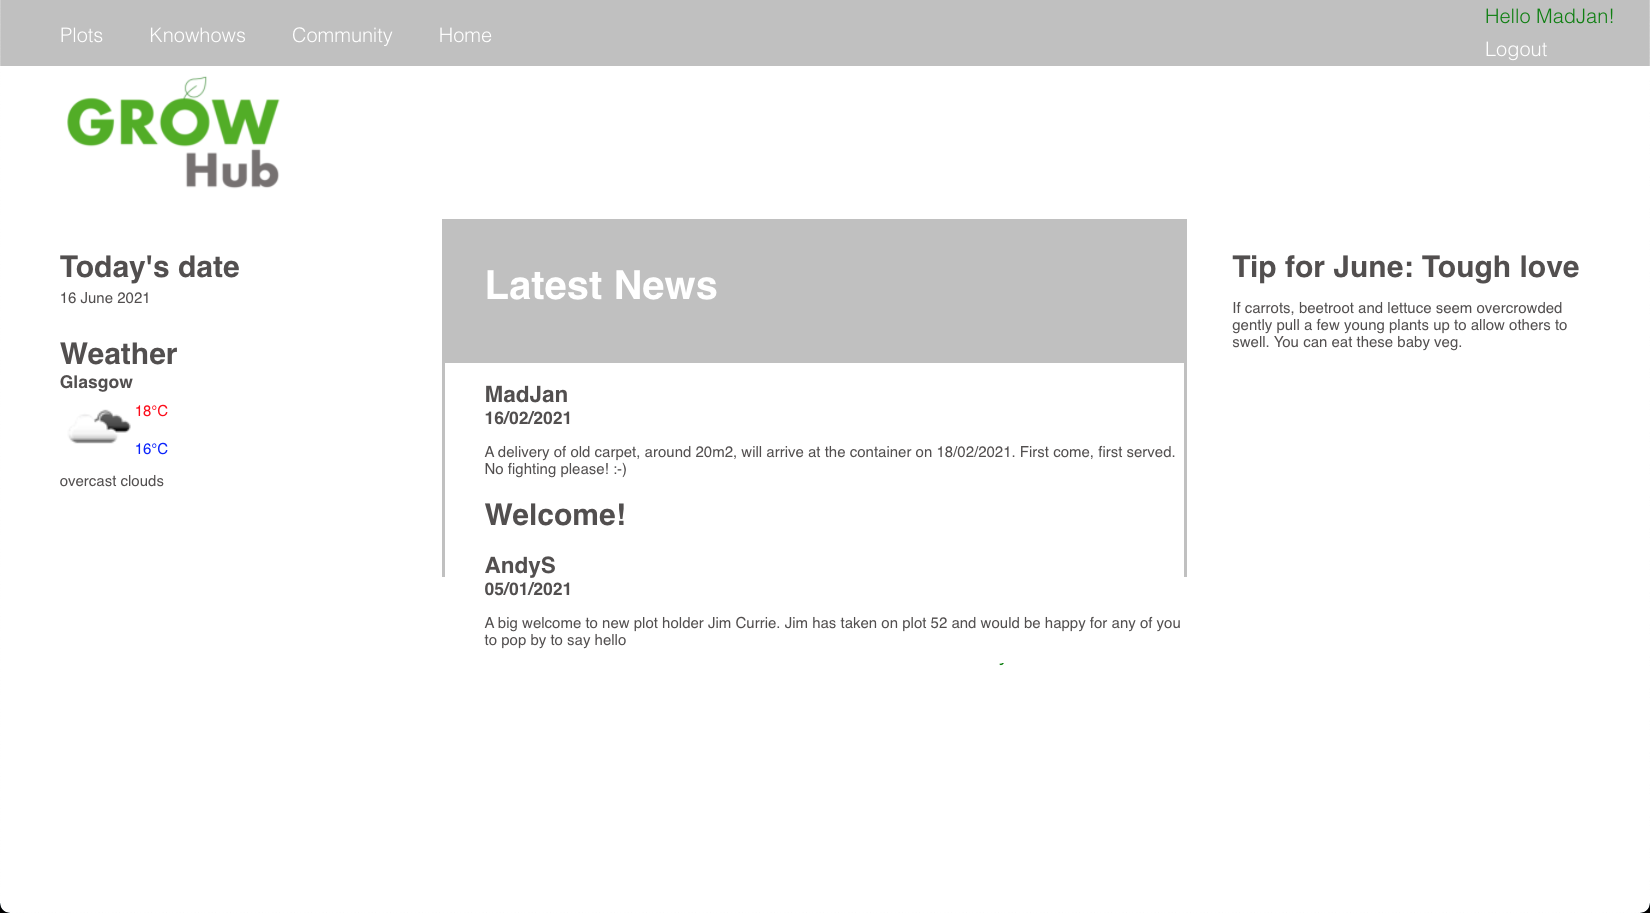 Plots Knowhows Community Home
Hello MadJan!
Logout
GROW
Hub
Today's date
16 June 2021
Weather
Glasgow
18°C
16°C
overcast clouds
Latest News
MadJan
16/02/2021
A delivery of old carpet, around 20m2, will arrive at the container on 18/02/2021. First come, first served.
No fighting please! :-)
Welcome!
AndyS
05/01/2021
A big welcome to new plot holder Jim Currie. Jim has taken on plot 52 and would be happy for any of you
to pop by to say hello
Tip for June: Tough love
If carrots, beetroot and lettuce seem overcrowded
gently pull a few young plants up to allow others to
swell. You can eat these baby veg.